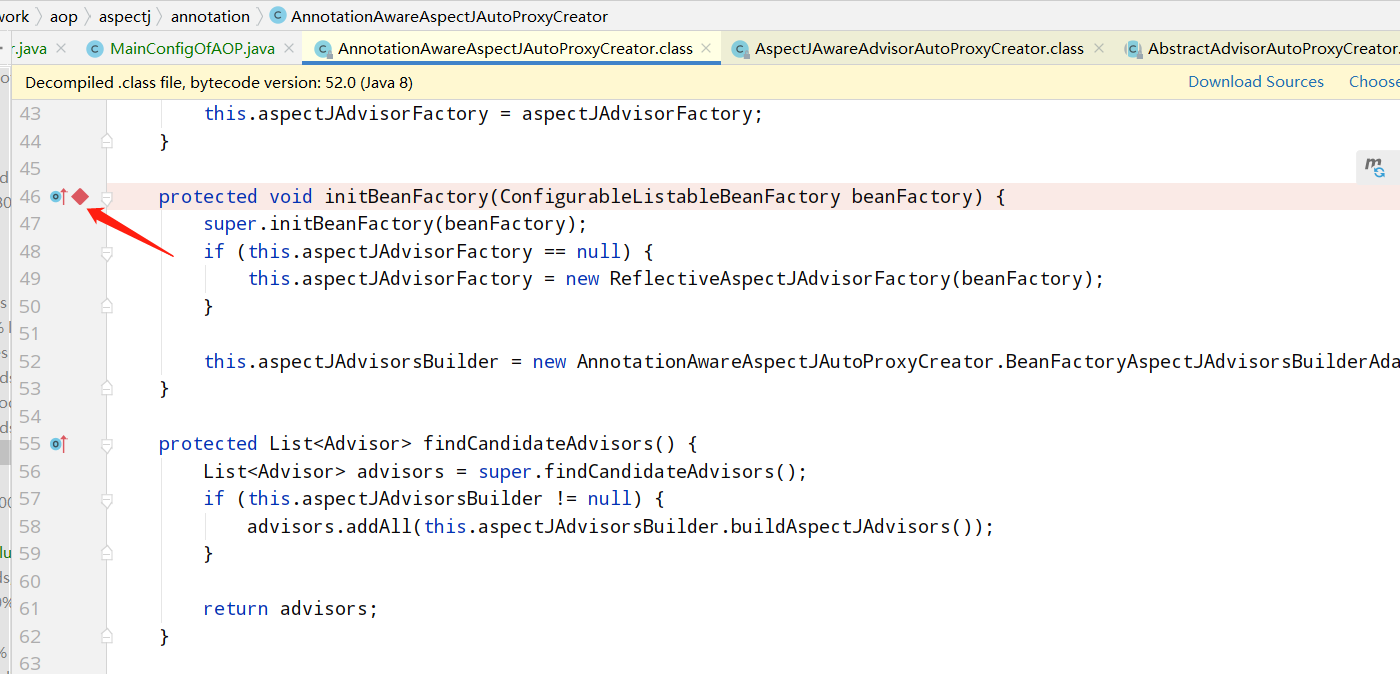 work aop aspectj annotation AnnotationAwareAspectJAutoProxyCreator
r.java MainConfigOfAOP.java AnnotationAwareAspectJAutoProxyCreator.class AspectJAwareAdvisorAutoProxyCreator.class AbstractAdvisorAutoProxyCreator.
Decompiled .class file, bytecode version: 52.0 (Java 8) Download Sources Choose
43 this.aspectJAdvisorFactory = aspectJAdvisorFactory;
44 }
45
46 protected void initBeanFactory(ConfigurableListableBeanFactory beanFactory) {
47 super.initBeanFactory(beanFactory);
48 if (this.aspectJAdvisorFactory == null) {
49 this.aspectJAdvisorFactory = new ReflectiveAspectJAdvisorFactory(beanFactory);
50 }
51
52 this.aspectJAdvisorsBuilder = new AnnotationAwareAspectJAutoProxyCreator.BeanFactoryAspectJAdvisorsBuilderAda
53 }
54
55 protected List<Advisor> findCandidateAdvisors() {
56 List<Advisor> advisors = super.findCandidateAdvisors();
57 if (this.aspectJAdvisorsBuilder != null) {
58 advisors.addAll(this.aspectJAdvisorsBuilder.buildAspectJAdvisors());
59 }
60
61 return advisors;
62 }
63